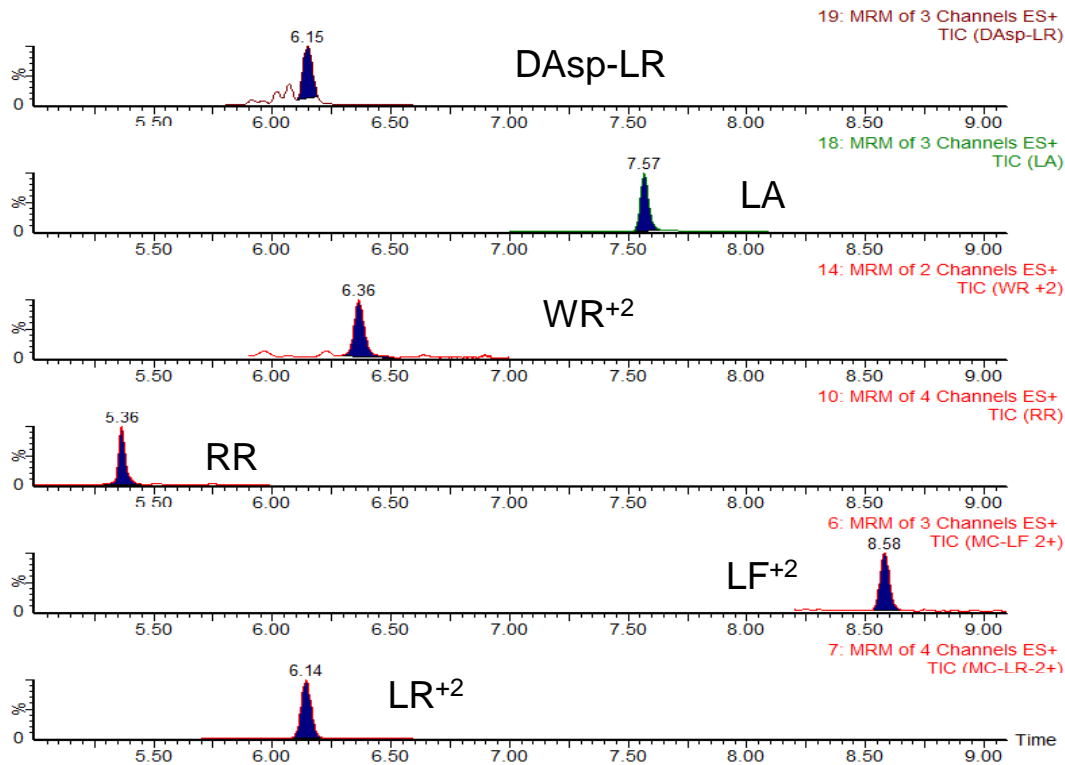 19: MRM of 3 Channels ES+
TIC (DAsp-LR)
6.15
DAsp-LR
%
0
5.50 6.00 6.50 7.00 7.50 8.00 8.50 9.00
18: MRM of 3 Channels ES+
TIC (LA)
7.57
LA
%
0
5.50 6.00 6.50 7.00 7.50 8.00 8.50 9.00
14: MRM of 2 Channels ES+
TIC (WR +2)
6.36
WR+2
%
0
5.50 6.00 6.50 7.00 7.50 8.00 8.50 9.00
10: MRM of 4 Channels ES+
TIC (RR)
5.36
RR
%
0
5.50 6.00 6.50 7.00 7.50 8.00 8.50 9.00
6: MRM of 3 Channels ES+
TIC (MC-LF 2+)
8.58
LF+2
%
0
5.50 6.00 6.50 7.00 7.50 8.00 8.50 9.00
7: MRM of 4 Channels ES+
TIC (MC-LR-2+)
6.14
LR+2
%
0
Time
5.50 6.00 6.50 7.00 7.50 8.00 8.50 9.00